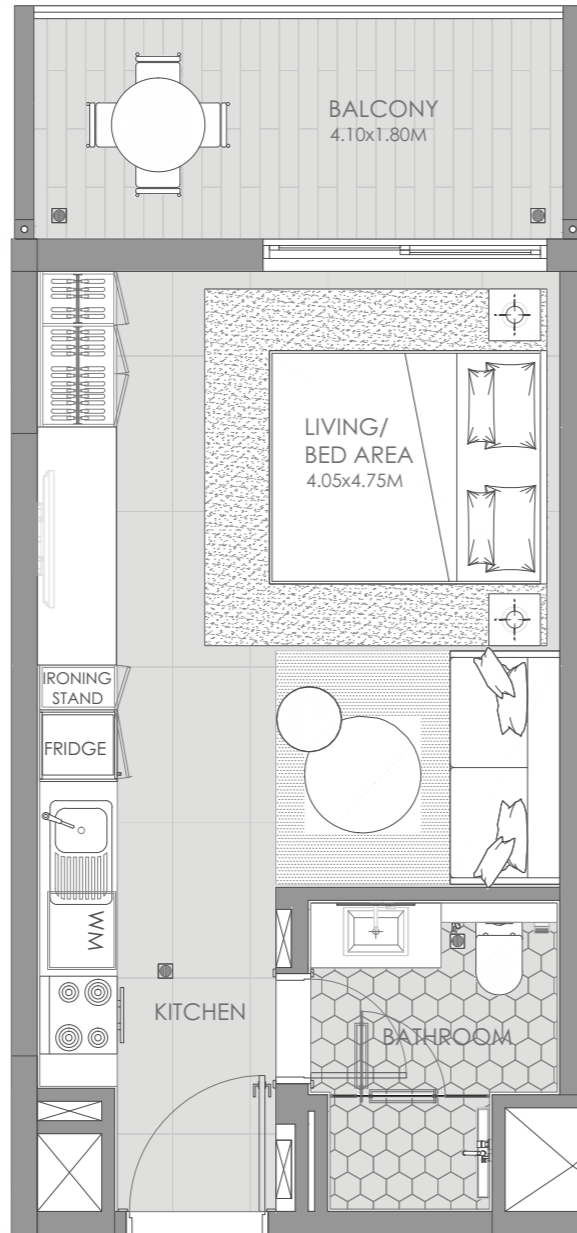 BALCONY
4.10x1.80M
LIVING/
BED AREA
4.05x4.75M
IRONING
STAND
FRIDGE
WM
KITCHEN
BATHROOM